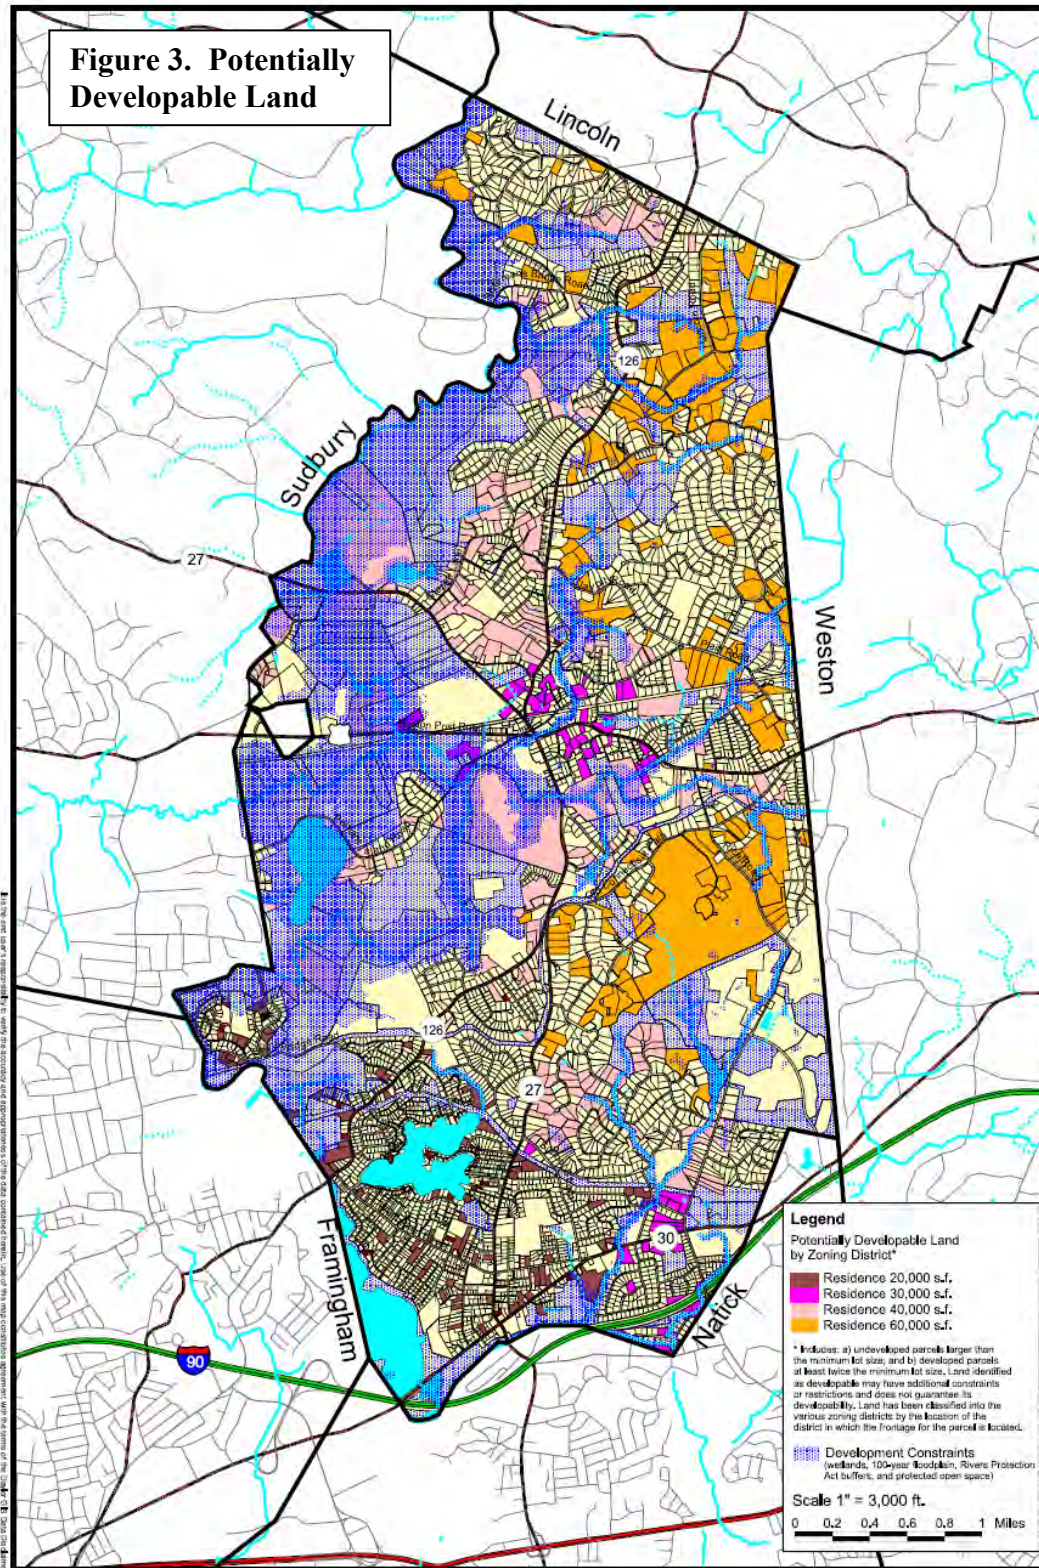 Figure 3. Potentially
Developable Land
Lincoln
126
Sudbury
27
Weston
126
27
30
Framingham
Natick
90
Legend
Potentially Developable Land
by Zoning District*
Residence 20,000 s.f.
Residence 30,000 s.f.
Residence 40,000 s.f.
Residence 60,000 s.f.
* Includes: a) undeveloped parcels larger than
the minimum lot size; and b) developed parcels
at least twice the minimum lot size. Land identified
as developable may have additional constraints
or restrictions and does not guarantee its
developability. Land has been classified into the
various zoning districts by the location of the
district in which the frontage for the parcel is located.
Development Constraints
(wetlands, 100-year floodplain, Rivers Protection
Act buffers, and protected open space)
Scale 1" = 3,000 ft.
0 0.2 0.4 0.6 0.8 1 Miles